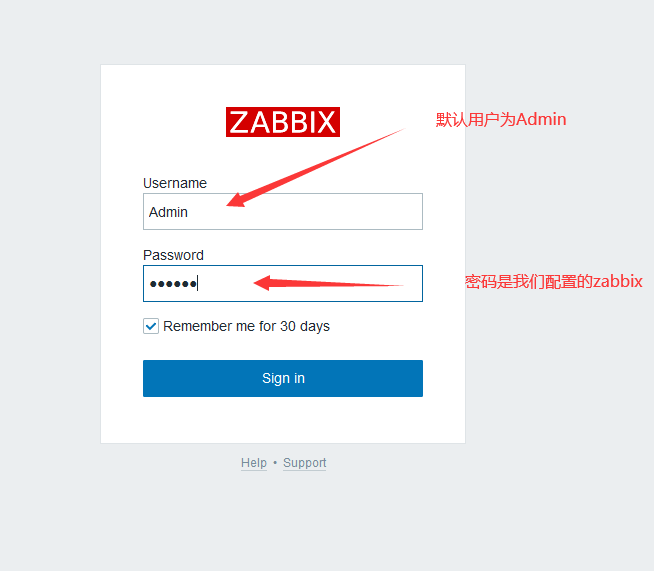 ZABBIX
默认用户为Admin
Username
Admin
Password
●●●●●●
密码是我们配置的zabbix
Remember me for 30 days
Sign in
Help • Support